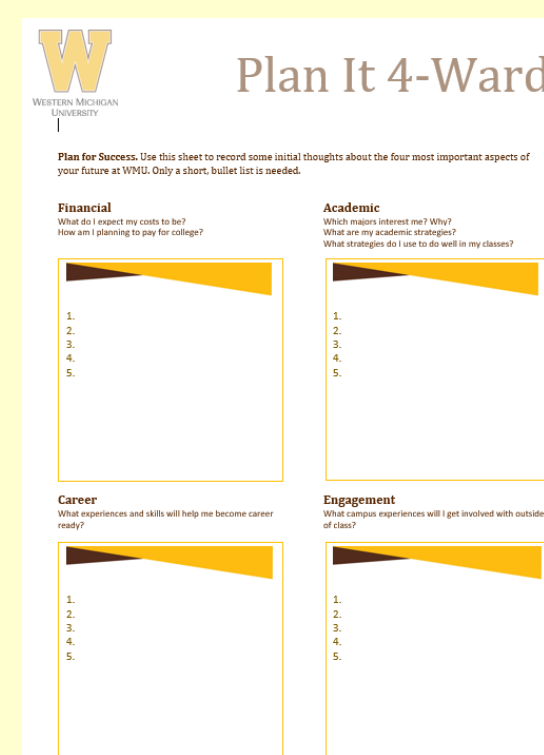 W
WESTERN MICHIGAN
UNIVERSITY
Plan It 4-Ward
Plan for Success. Use this sheet to record some initial thoughts about the four most important aspects of
your future at WMU. Only a short, bullet list is needed.
Financial
What do I expect my costs to be?
How am I planning to pay for college?
1.
2.
3.
4.
5.
Academic
Which majors interest me? Why?
What are my academic strategies?
What strategies do I use to do well in my classes?
1.
2.
3.
4.
5.
Career
What experiences and skills will help me become career
ready?
1.
2.
3.
4.
5.
Engagement
What campus experiences will I get involved with outside
of class?
1.
2.
3.
4.
5.